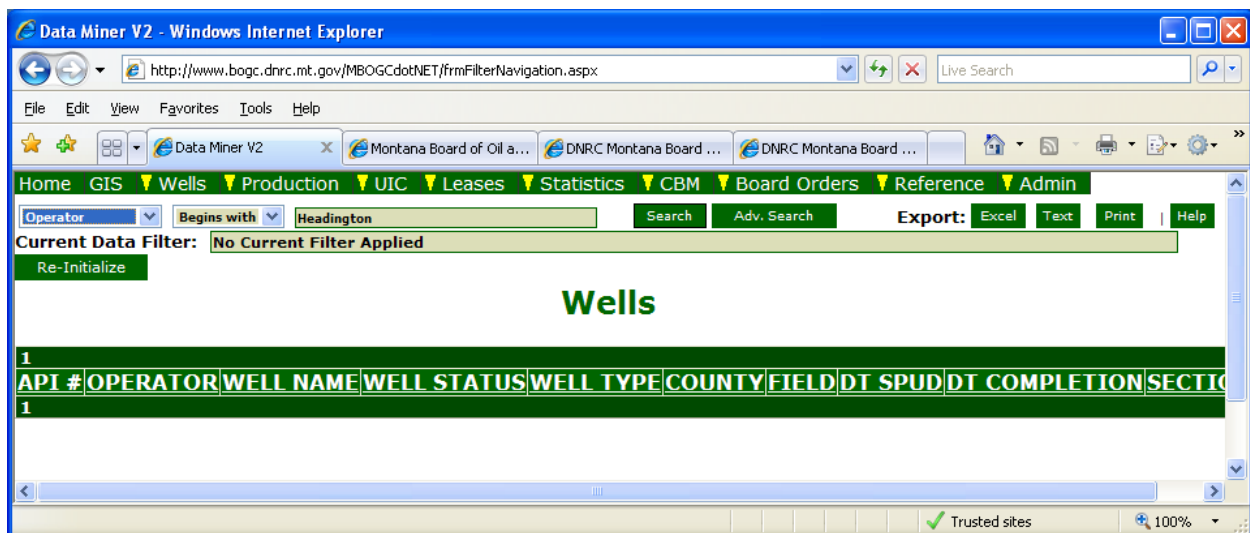 Data Miner V2 - Windows Internet Explorer
http://www.bogc.dnrc.mt.gov/MBOGCdotNET/frmFilterNavigation.aspx Live Search
File Edit View Favorites Tools Help
Data Miner V2 Montana Board of Oil a... DNRC Montana Board ... DNRC Montana Board ...
Home GIS Wells Production UIC Leases Statistics CBM Board Orders Reference Admin
Operator Begins with Headington Search Adv. Search Export: Excel Text Print | Help
Current Data Filter: No Current Filter Applied
Re-Initialize
Wells
1
API # OPERATOR WELL NAME WELL STATUS WELL TYPE COUNTY FIELD DT SPUD DT COMPLETION SECTIO
1
Trusted sites 100%